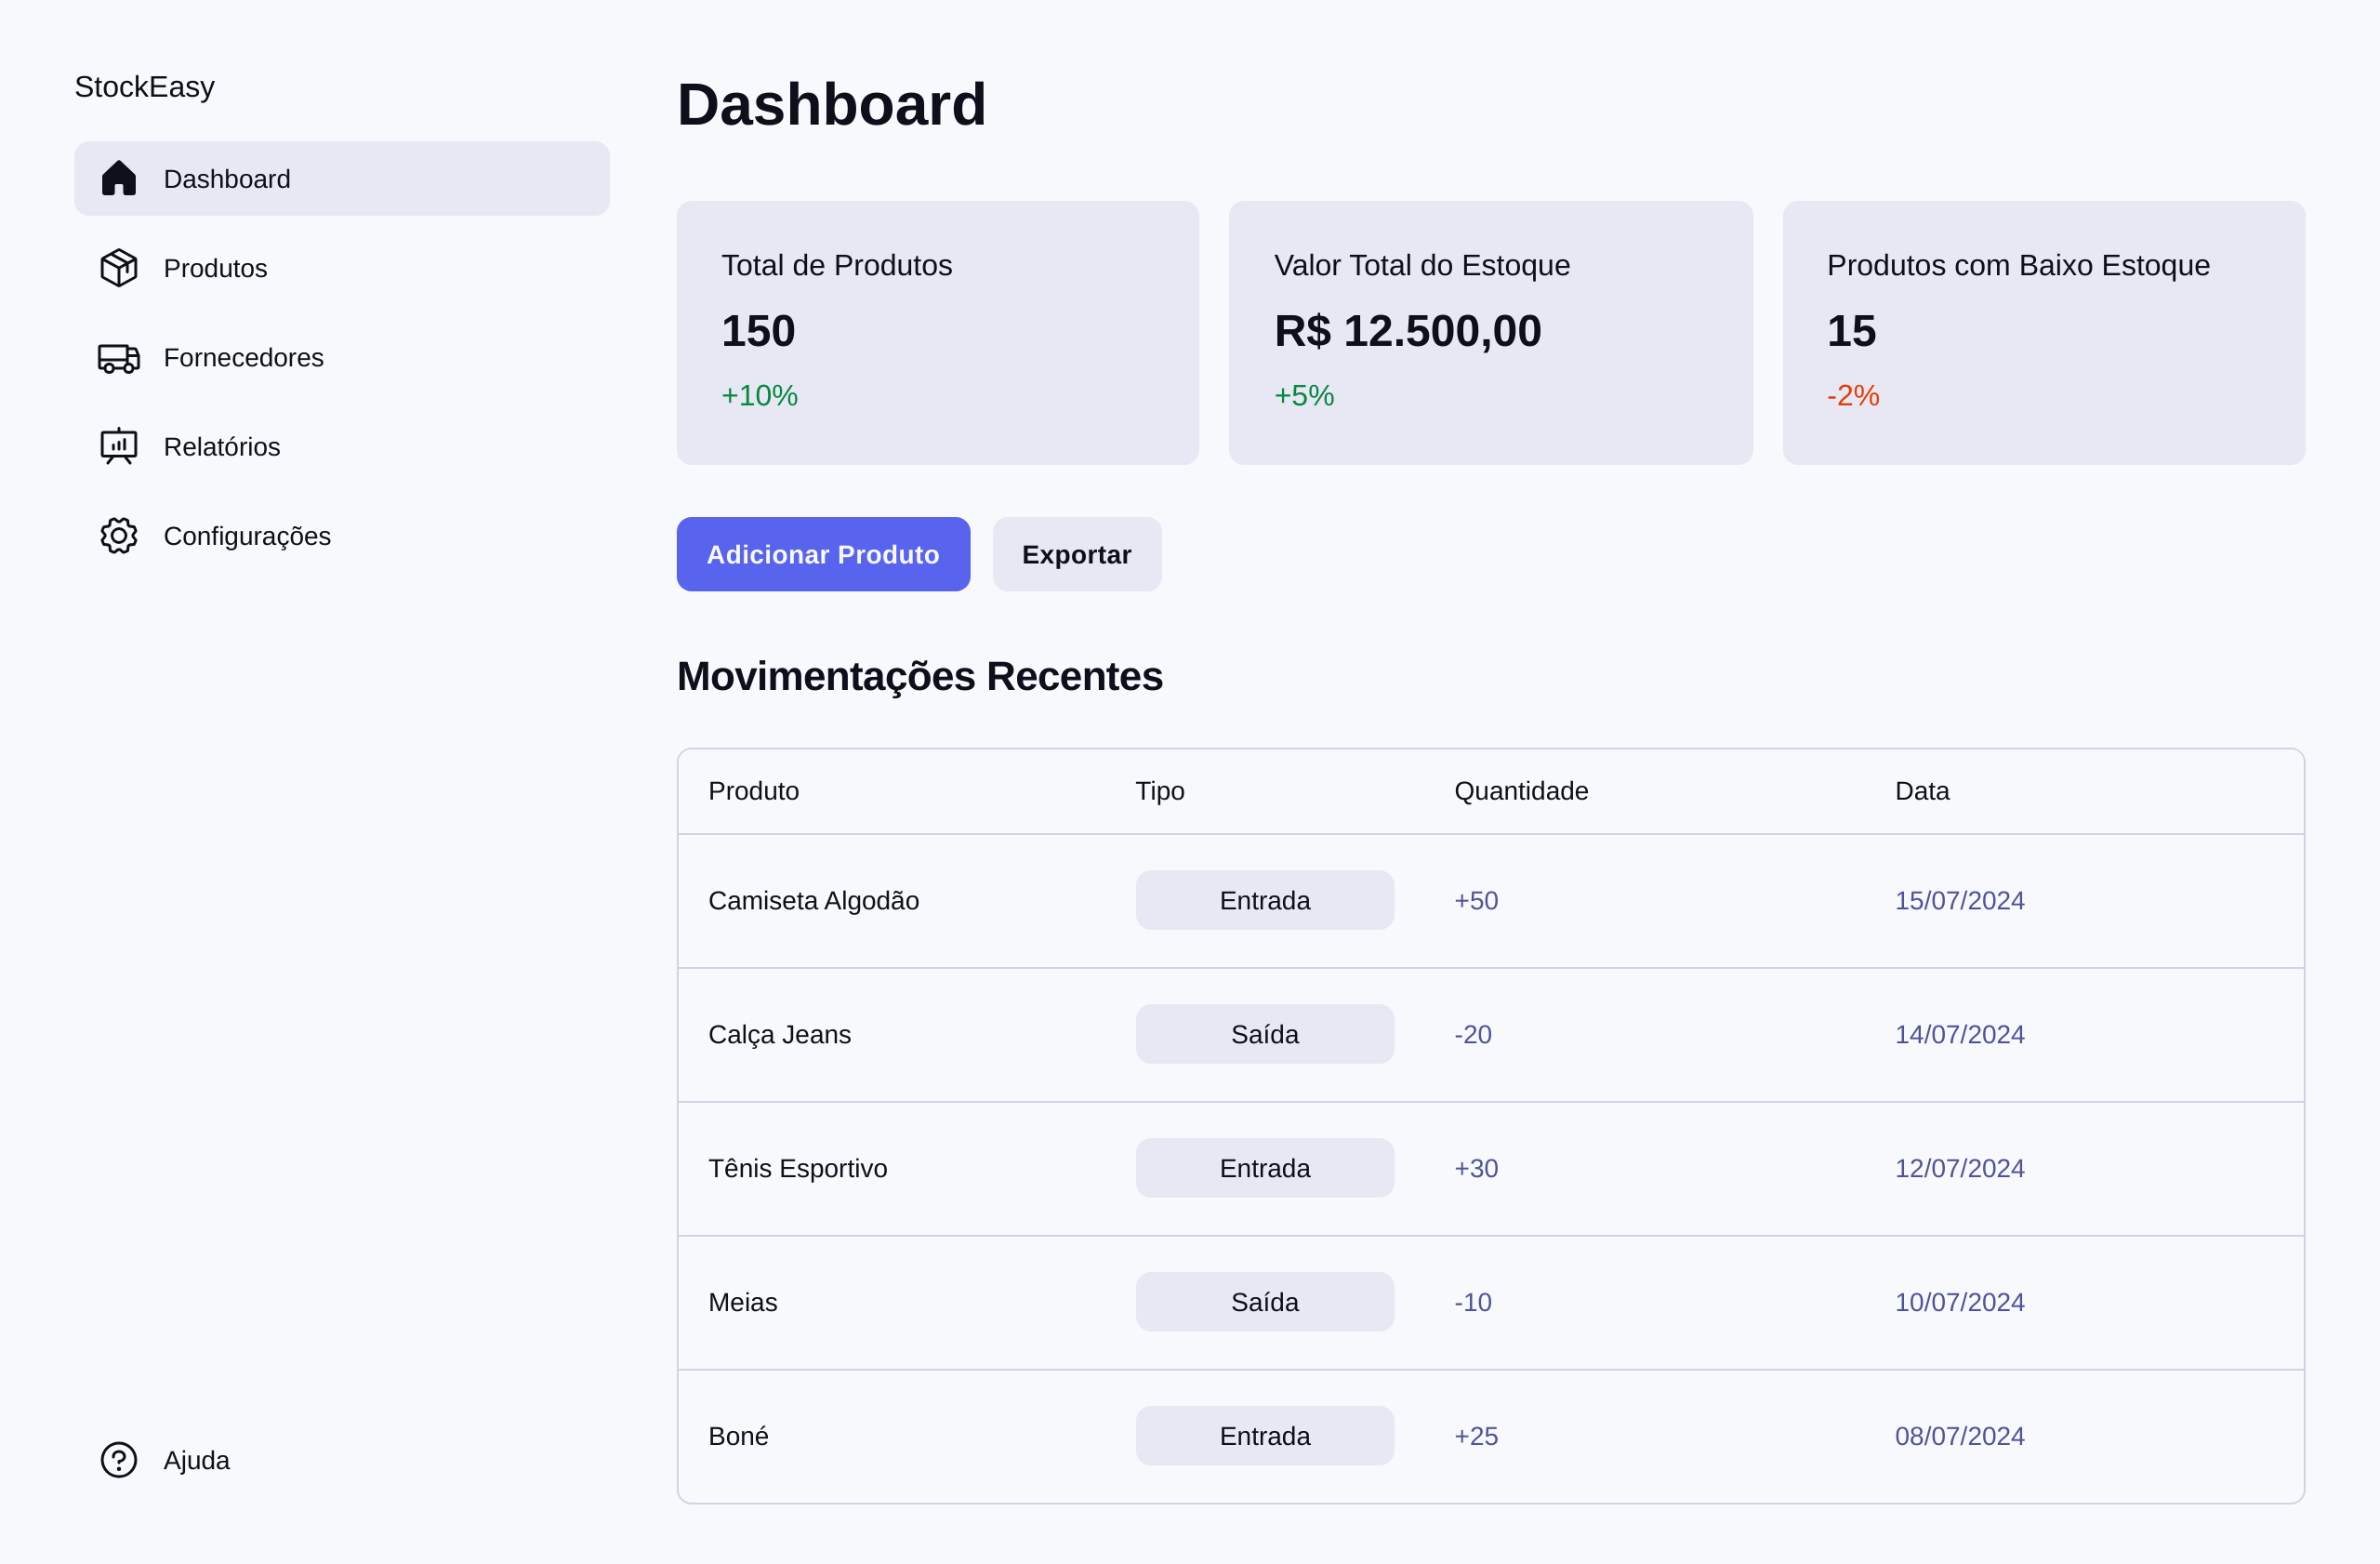 StockEasy
Dashboard
Produtos
Fornecedores
Relatórios
Configurações
Ajuda
Dashboard
Total de Produtos
150
+10%
Valor Total do Estoque
R$ 12.500,00
+5%
Produtos com Baixo Estoque
15
-2%
Adicionar Produto
Exportar
Movimentações Recentes
Produto Tipo Quantidade Data
Camiseta Algodão Entrada +50 15/07/2024
Calça Jeans Saída -20 14/07/2024
Tênis Esportivo Entrada +30 12/07/2024
Meias Saída -10 10/07/2024
Boné Entrada +25 08/07/2024